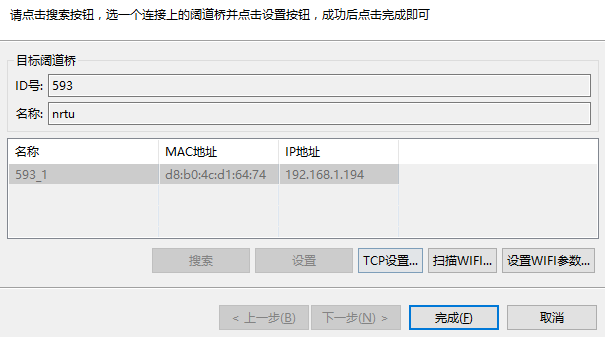 请点击搜索按钮，选一个连接上的阔道桥并点击设置按钮，成功后点击完成即可
目标阔道桥
ID号: 593
名称: nrtu
名称 MAC地址 IP地址
593_1 d8:b0:4c:d1:64:74 192.168.1.194
搜索 设置 TCP设置... 扫描WIFI... 设置WIFI参数...
< 上一步(B) 下一步(N) > 完成(F) 取消